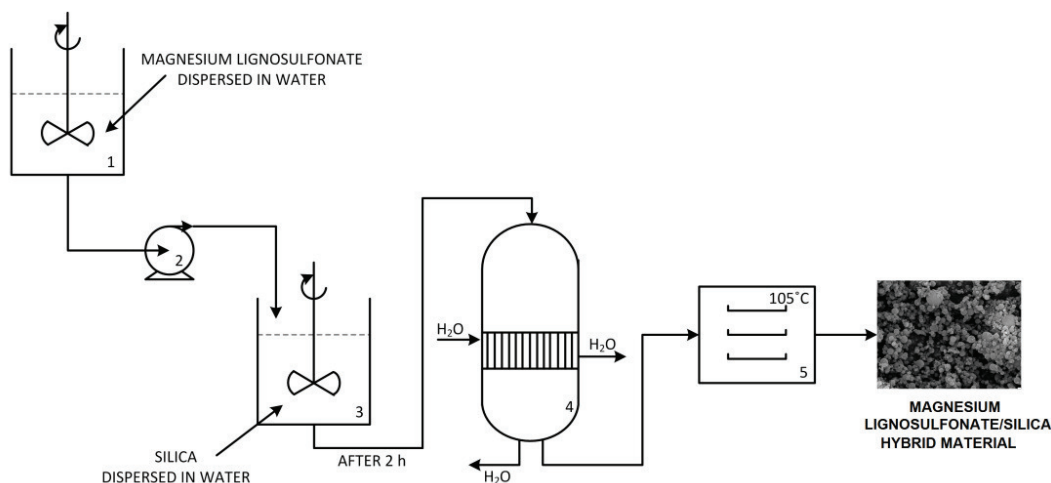 MAGNESIUM LIGNOSULFONATE
DISPERSED IN WATER
1
2
3
SILICA
DISPERSED IN WATER
AFTER 2 h
H₂O
H₂O
4
H₂O
105˚C
5
MAGNESIUM
LIGNOSULFONATE/SILICA
HYBRID MATERIAL